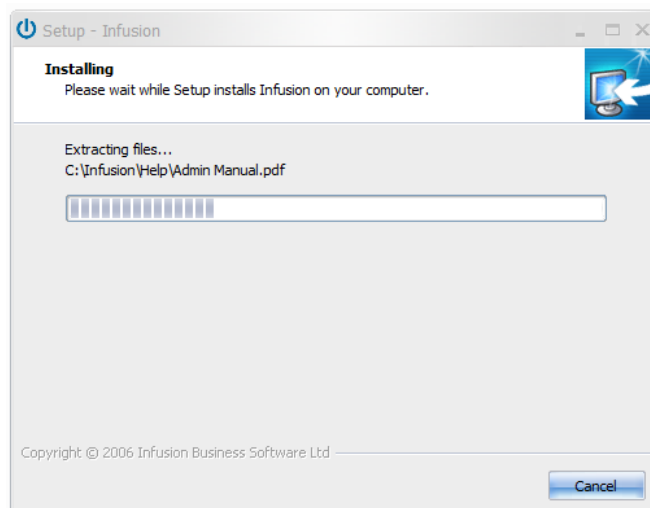 Setup - Infusion
Installing
Please wait while Setup installs Infusion on your computer.
Extracting files...
C:\Infusion\Help\Admin Manual.pdf
Copyright © 2006 Infusion Business Software Ltd
Cancel